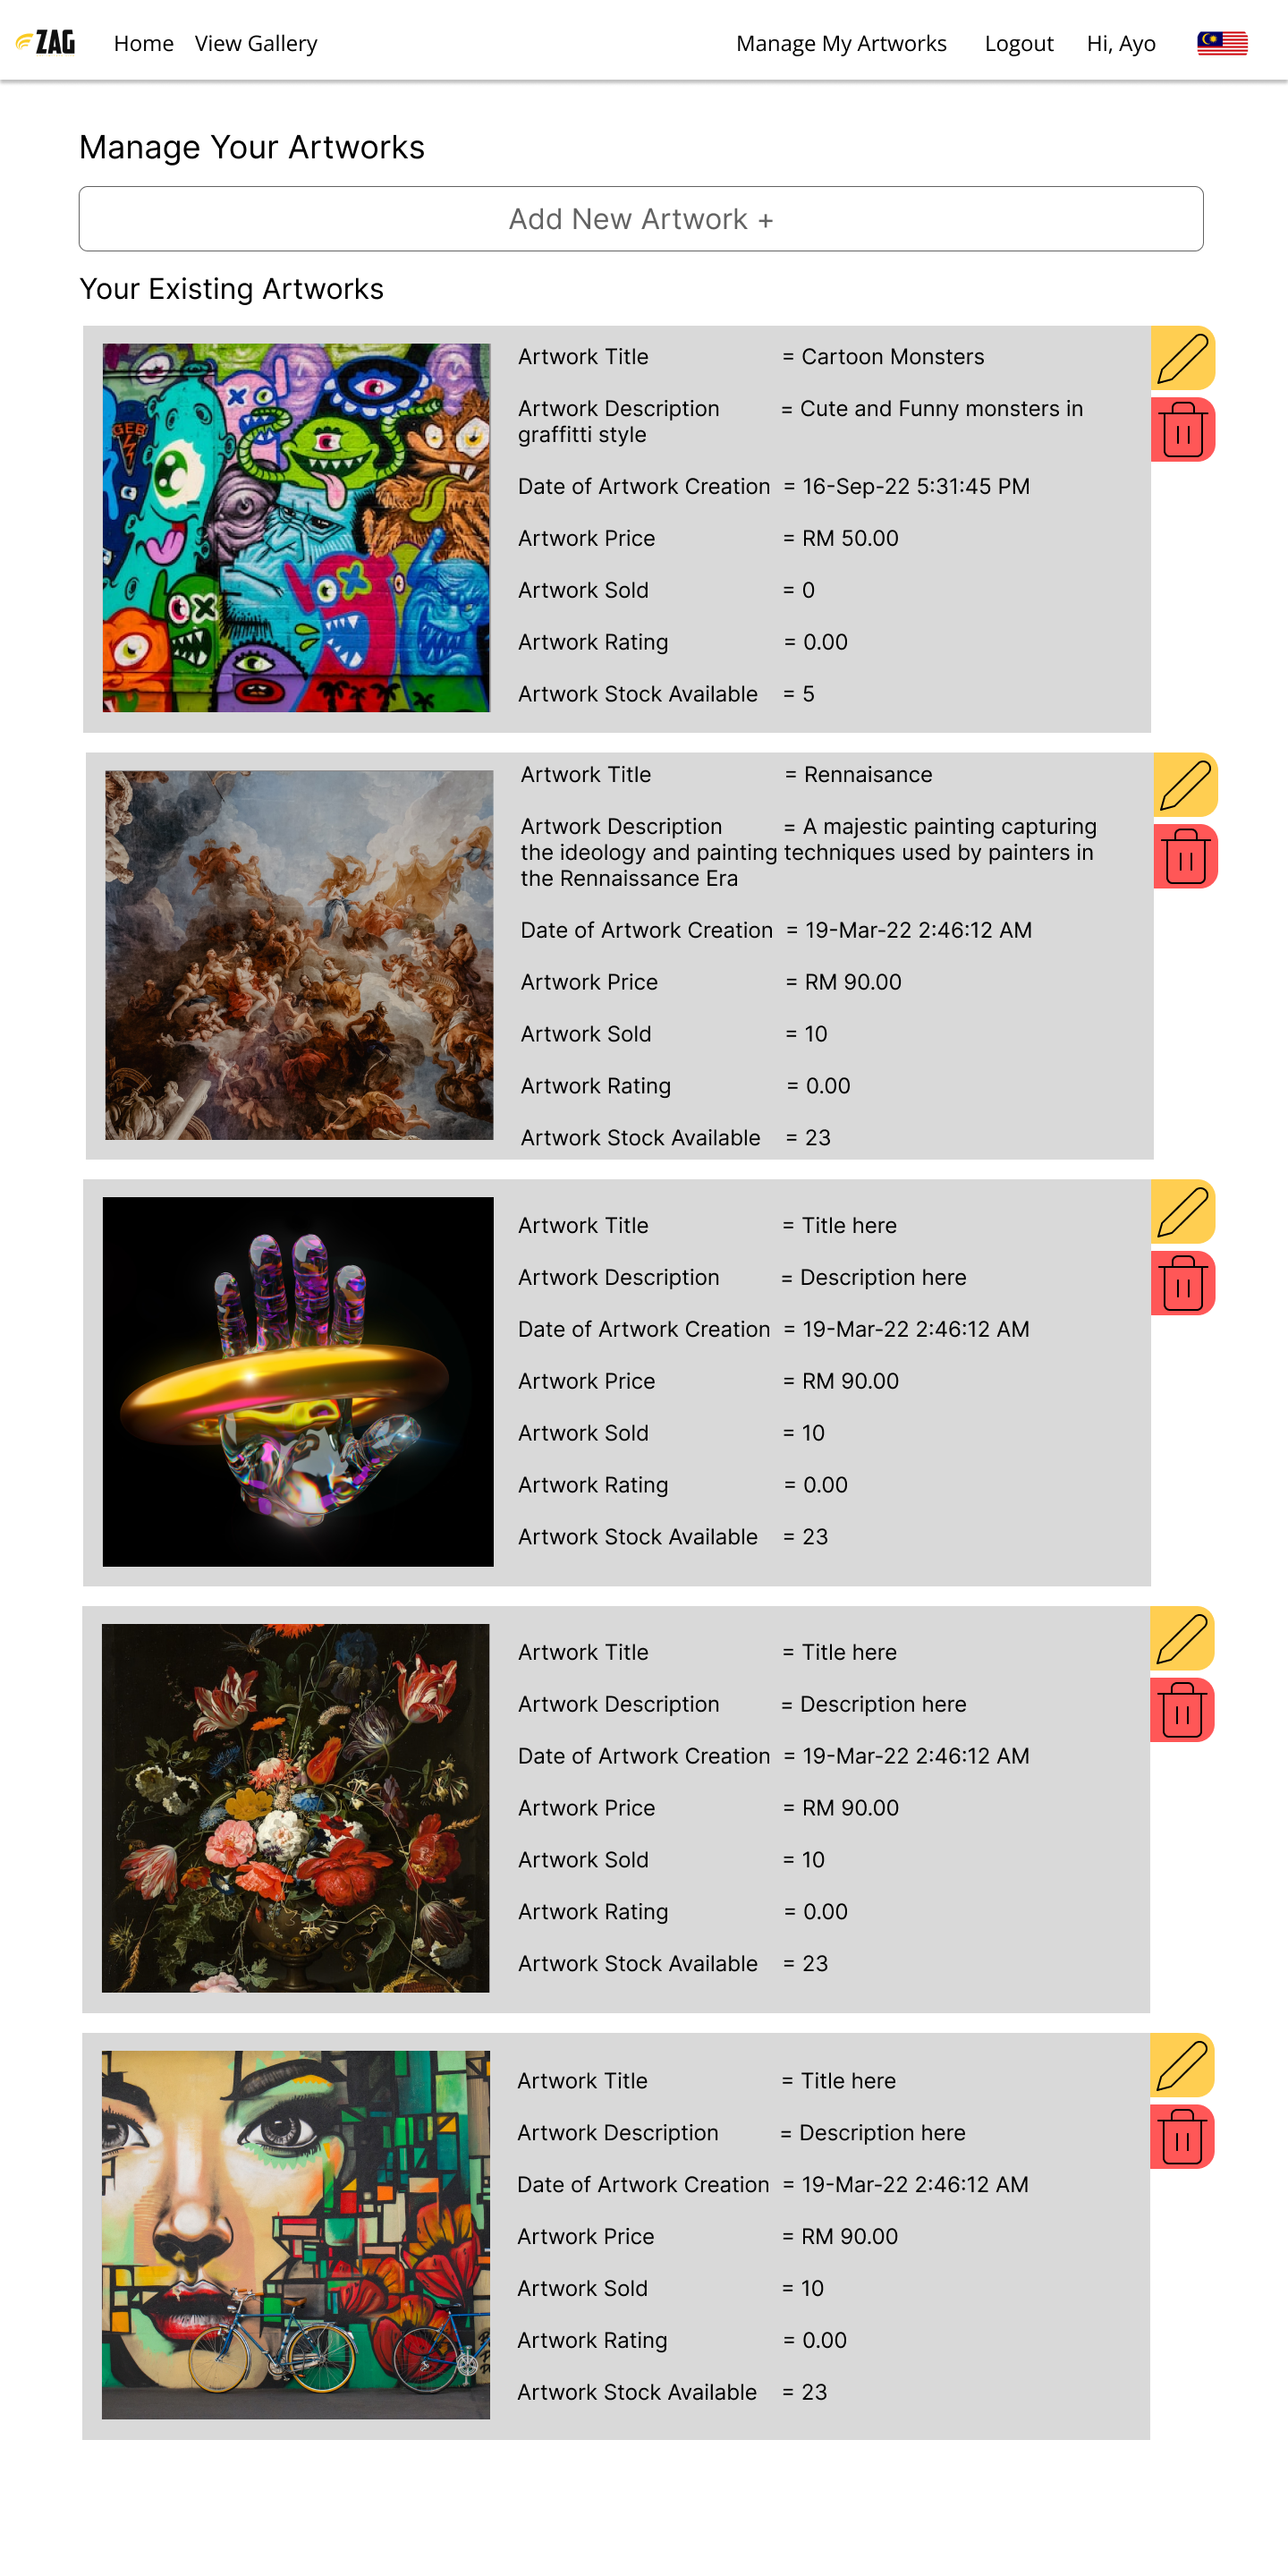 ZAG Home View Gallery Manage My Artworks Logout Hi, Ayo
Manage Your Artworks
Add New Artwork +
Your Existing Artworks
GEB
Artwork Title = Cartoon Monsters
Artwork Description = Cute and Funny monsters in
graffitti style
Date of Artwork Creation = 16-Sep-22 5:31:45 PM
Artwork Price = RM 50.00
Artwork Sold = 0
Artwork Rating = 0.00
Artwork Stock Available = 5
Artwork Title = Rennaisance
Artwork Description = A majestic painting capturing
the ideology and painting techniques used by painters in
the Rennaissance Era
Date of Artwork Creation = 19-Mar-22 2:46:12 AM
Artwork Price = RM 90.00
Artwork Sold = 10
Artwork Rating = 0.00
Artwork Stock Available = 23
Artwork Title = Title here
Artwork Description = Description here
Date of Artwork Creation = 19-Mar-22 2:46:12 AM
Artwork Price = RM 90.00
Artwork Sold = 10
Artwork Rating = 0.00
Artwork Stock Available = 23
Artwork Title = Title here
Artwork Description = Description here
Date of Artwork Creation = 19-Mar-22 2:46:12 AM
Artwork Price = RM 90.00
Artwork Sold = 10
Artwork Rating = 0.00
Artwork Stock Available = 23
Artwork Title = Title here
Artwork Description = Description here
Date of Artwork Creation = 19-Mar-22 2:46:12 AM
Artwork Price = RM 90.00
Artwork Sold = 10
Artwork Rating = 0.00
Artwork Stock Available = 23